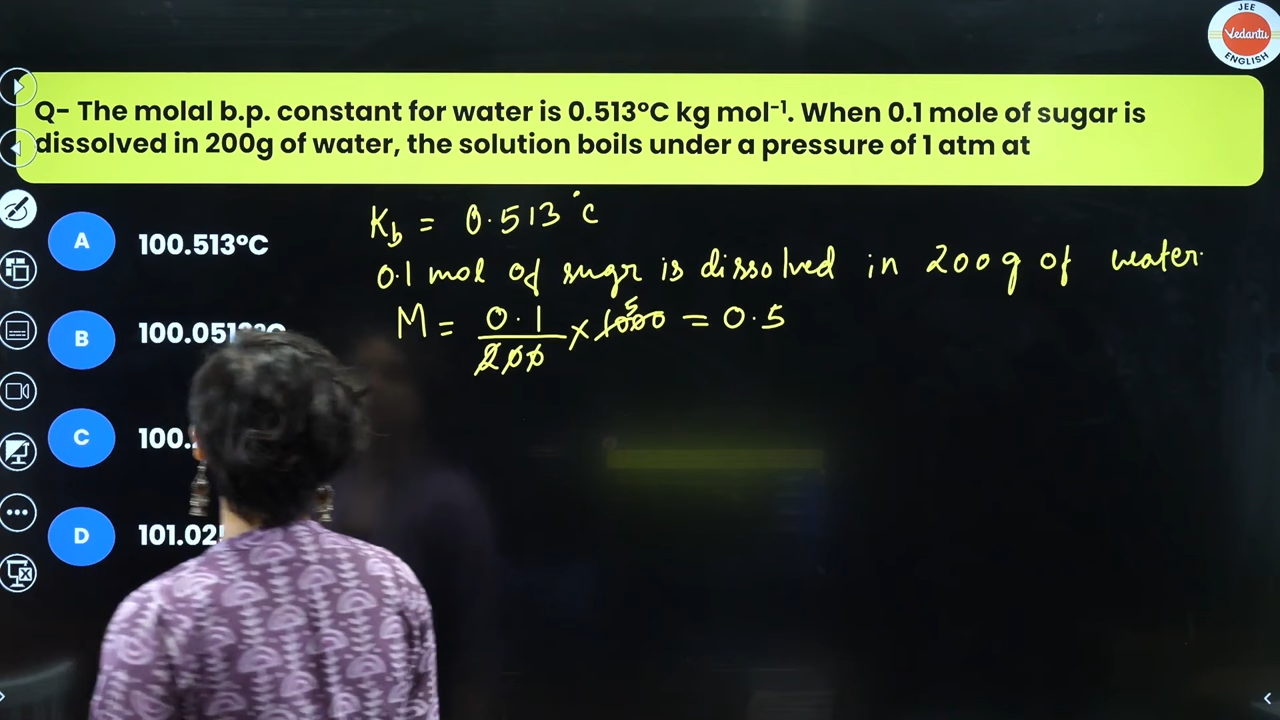 JEE
Vedantu
ENGLISH
Q- The molal b.p. constant for water is 0.513°C kg mol⁻¹. When 0.1 mole of sugar is
dissolved in 200g of water, the solution boils under a pressure of 1 atm at
K_b = 0.513°C
0.1 mol of sugr is dissolved in 200g of water.
M = 0.1/200 × 1000 5 = 0.5
A 100.513°C
B
C
D